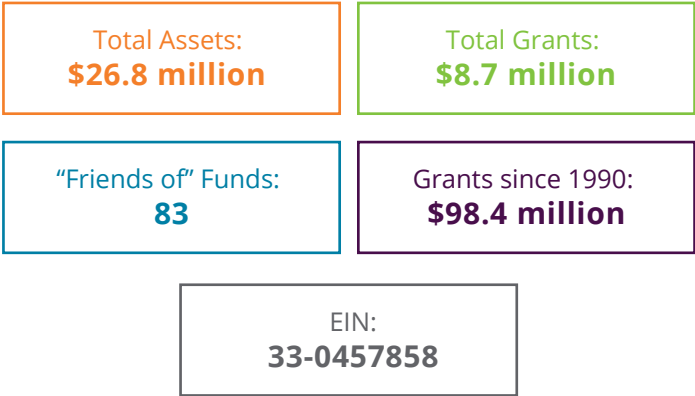 Total Assets:
$26.8 million
Total Grants:
$8.7 million
“Friends of” Funds:
83
Grants since 1990:
$98.4 million
EIN:
33-0457858